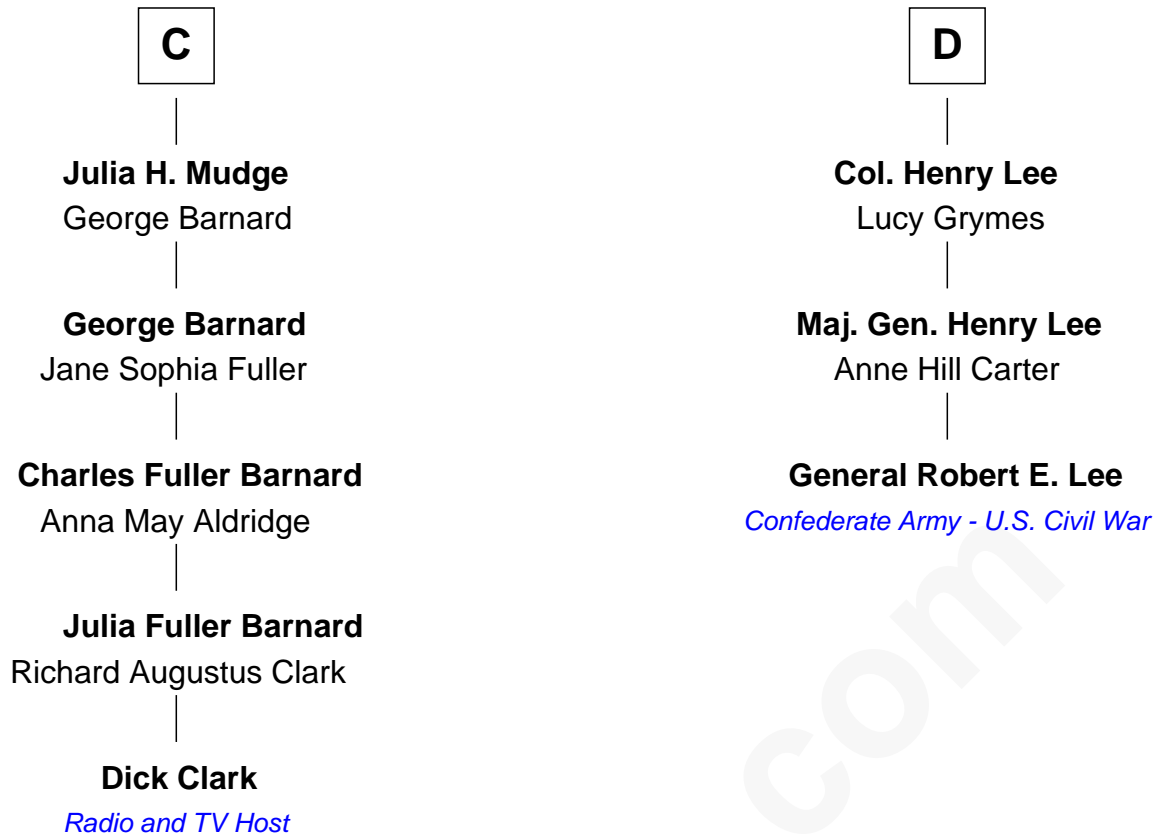 C
Julia H. Mudge
George Barnard
George Barnard
Jane Sophia Fuller
Charles Fuller Barnard
Anna May Aldridge
Julia Fuller Barnard
Richard Augustus Clark
Dick Clark
Radio and TV Host
D
Col. Henry Lee
Lucy Grymes
Maj. Gen. Henry Lee
Anne Hill Carter
General Robert E. Lee
Confederate Army - U.S. Civil War
com